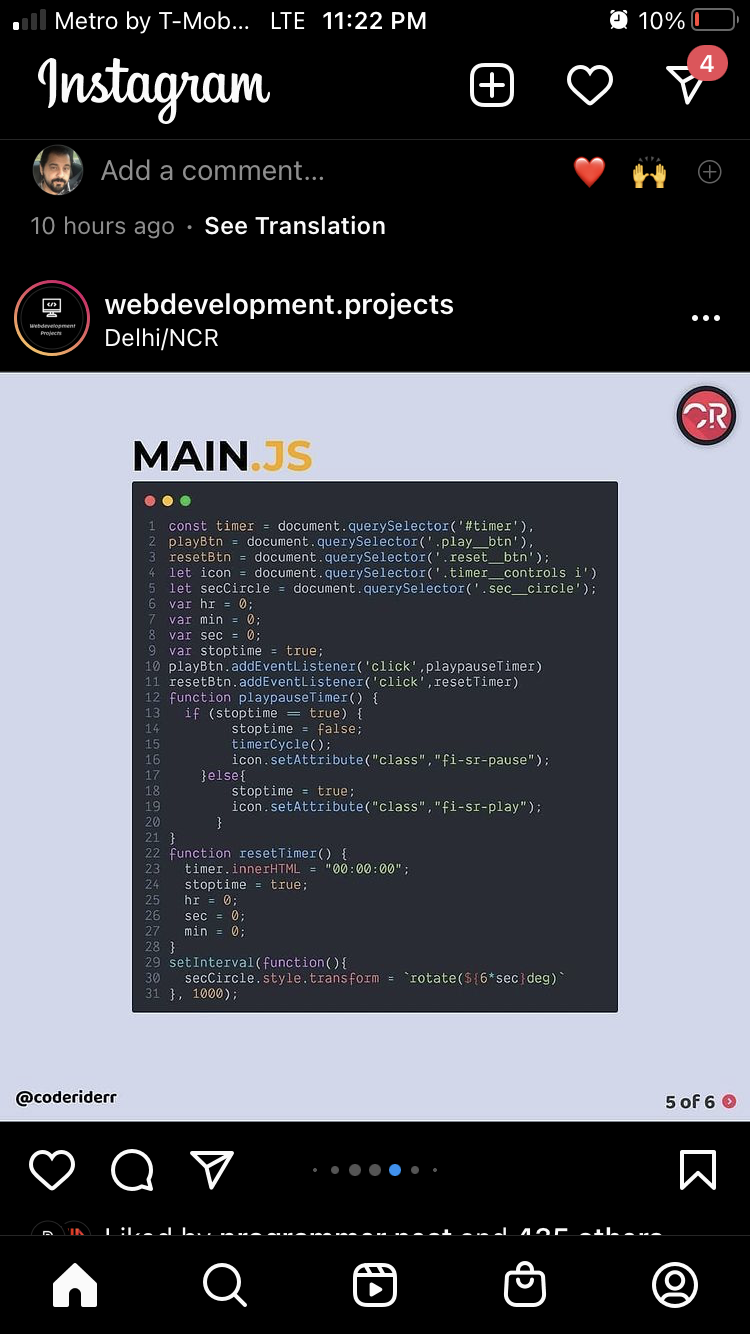 Metro by T-Mob... LTE 11:22 PM 10%
Instagram 4
Add a comment...
10 hours ago · See Translation
Webdevelopment
Projects
webdevelopment.projects
Delhi/NCR
CR
MAIN.JS
1 const timer = document.querySelector('#timer'),
2 playBtn = document.querySelector('.play__btn'),
3 resetBtn = document.querySelector('.reset__btn');
4 let icon = document.querySelector('.timer__controls i')
5 let secCircle = document.querySelector('.sec__circle');
6 var hr = 0;
7 var min = 0;
8 var sec = 0;
9 var stoptime = true;
10 playBtn.addEventListener('click',playpauseTimer)
11 resetBtn.addEventListener('click',resetTimer)
12 function playpauseTimer() {
13 if (stoptime == true) {
14 stoptime = false;
15 timerCycle();
16 icon.setAttribute("class","fi-sr-pause");
17 }else{
18 stoptime = true;
19 icon.setAttribute("class","fi-sr-play");
20 }
21 }
22 function resetTimer() {
23 timer.innerHTML = "00:00:00";
24 stoptime = true;
25 hr = 0;
26 sec = 0;
27 min = 0;
28 }
29 setInterval(function(){
30 secCircle.style.transform = `rotate(${6*sec}deg)`
31 }, 1000);
@coderiderr
5 of 6
Liked by programmer.nest and 435 others